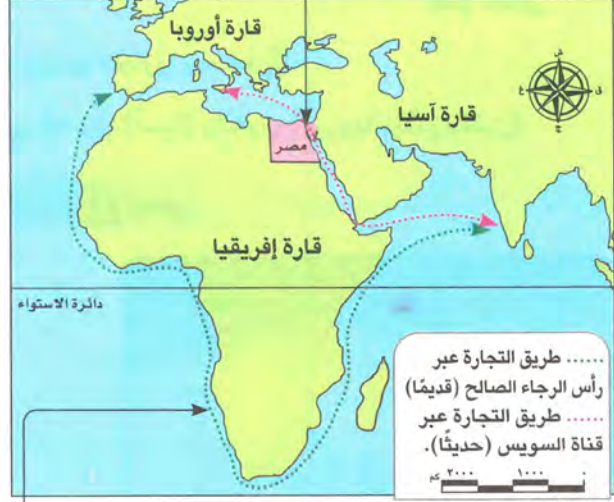 قارة أوروبا
قارة آسيا
ش
ق
غ
ج
مصر
قارة إفريقيا
دائرة الاستواء
..... طريق التجارة عبر
رأس الرجاء الصالح (قديمًا)
..... طريق التجارة عبر
قناة السويس (حديثًا).
٠ ١٠٠٠ ٢٠٠٠ كم